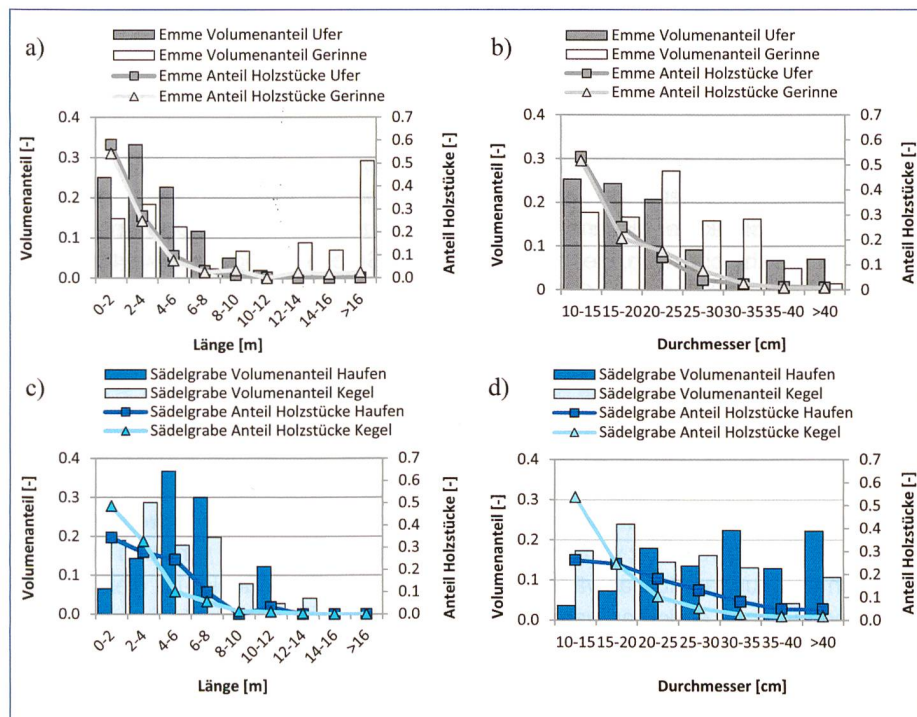 a)
Emme Volumenanteil Ufer
Emme Volumenanteil Gerinne
Emme Anteil Holzstücke Ufer
Emme Anteil Holzstücke Gerinne
0.4
0.3
0.2
0.1
0.0
Volumenanteil [-]
0.7
0.6
0.5
0.4
0.3
0.2
0.1
0.0
Anteil Holzstücke [-]
0-2
2-4
4-6
6-8
8-10
10-12
12-14
14-16
>16
Länge [m]
b)
Emme Volumenanteil Ufer
Emme Volumenanteil Gerinne
Emme Anteil Holzstücke Ufer
Emme Anteil Holzstücke Gerinne
0.4
0.3
0.2
0.1
0
Volumenanteil [-]
0.7
0.6
0.5
0.4
0.3
0.2
0.1
0
Anteil Holzstücke [-]
10-15 15-20 20-25 25-30 30-35 35-40 >40
Durchmesser [cm]
c)
Sädelgrabe Volumenanteil Haufen
Sädelgrabe Volumenanteil Kegel
Sädelgrabe Anteil Holzstücke Haufen
Sädelgrabe Anteil Holzstücke Kegel
0.4
0.3
0.2
0.1
0.0
Volumenanteil [-]
0.7
0.6
0.5
0.4
0.3
0.2
0.1
0.0
Anteil Holzstücke [-]
0-2
2-4
4-6
6-8
8-10
10-12
12-14
14-16
>16
Länge [m]
d)
Sädelgrabe Volumenanteil Haufen
Sädelgrabe Volumenanteil Kegel
Sädelgrabe Anteil Holzstücke Haufen
Sädelgrabe Anteil Holzstücke Kegel
0.4
0.3
0.2
0.1
0.0
Volumenanteil [-]
0.7
0.6
0.5
0.4
0.3
0.2
0.1
0.0
Anteil Holzstücke [-]
10-15 15-20 20-25 25-30 30-35 35-40 >40
Durchmesser [cm]